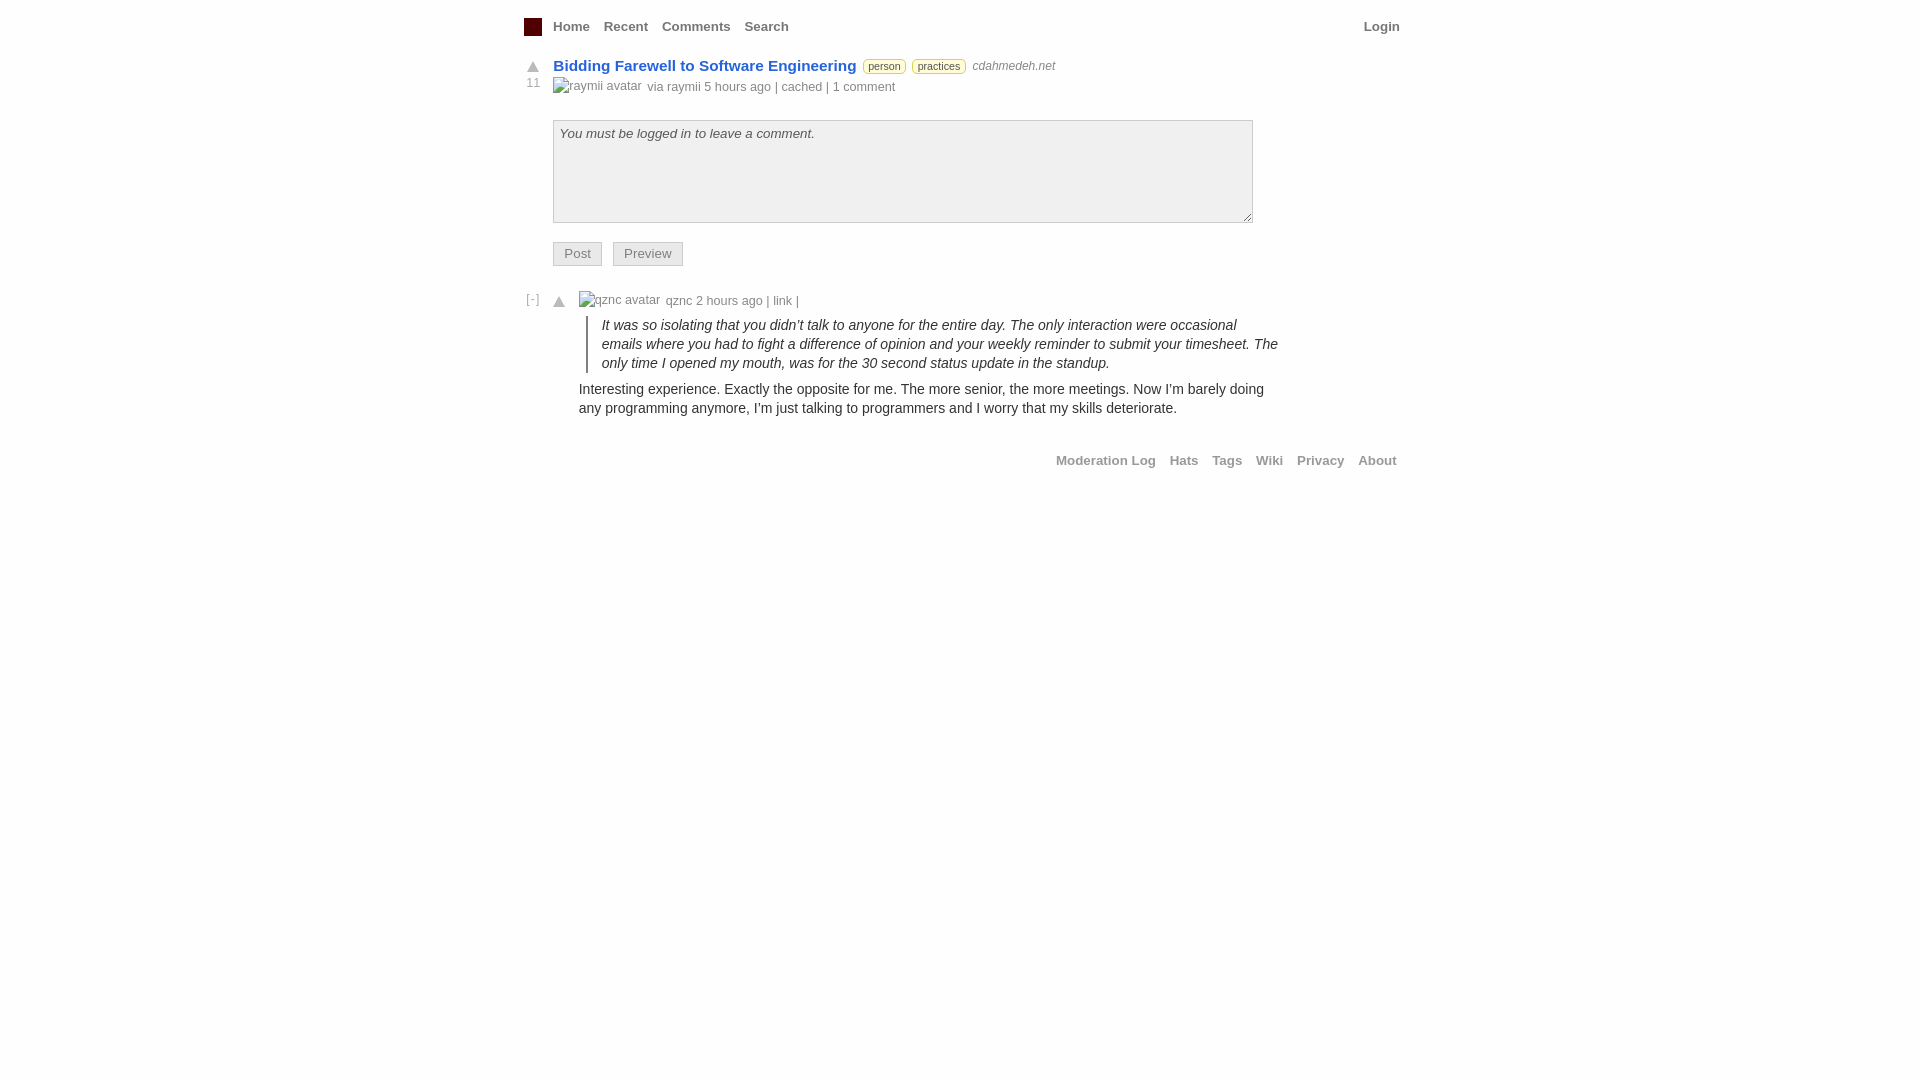 Home Recent Comments Search Login
Bidding Farewell to Software Engineering person practices cdahmedeh.net
11 raymii avatar via raymii 5 hours ago | cached | 1 comment
You must be logged in to leave a comment.
Post Preview
[-] qznc avatar qznc 2 hours ago | link |
It was so isolating that you didn’t talk to anyone for the entire day. The only interaction were occasional
emails where you had to fight a difference of opinion and your weekly reminder to submit your timesheet. The
only time I opened my mouth, was for the 30 second status update in the standup.
Interesting experience. Exactly the opposite for me. The more senior, the more meetings. Now I’m barely doing
any programming anymore, I’m just talking to programmers and I worry that my skills deteriorate.
Moderation Log Hats Tags Wiki Privacy About